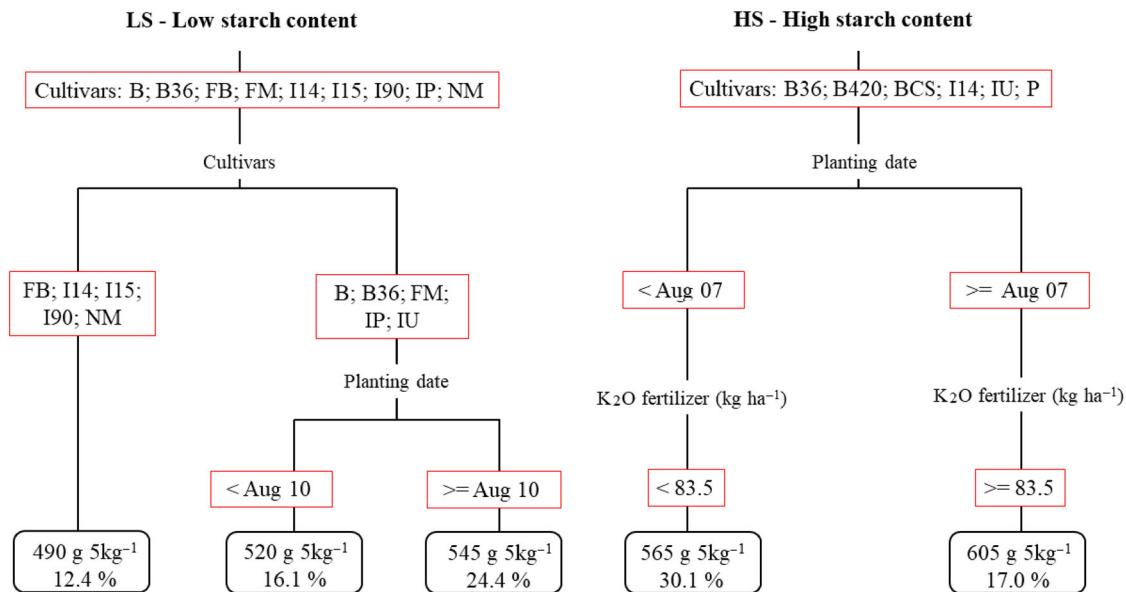 LS - Low starch content
HS - High starch content
Cultivars: B; B36; FB; FM; I14; I15; I90; IP; NM
Cultivars: B36; B420; BCS; I14; IU; P
Cultivars
Planting date
FB; I14; I15;
I90; NM
B; B36; FM;
IP; IU
< Aug 07
>= Aug 07
Planting date
K2O fertilizer (kg ha⁻¹)
K2O fertilizer (kg ha⁻¹)
< Aug 10
>= Aug 10
< 83.5
>= 83.5
490 g 5kg⁻¹
12.4 %
520 g 5kg⁻¹
16.1 %
545 g 5kg⁻¹
24.4 %
565 g 5kg⁻¹
30.1 %
605 g 5kg⁻¹
17.0 %